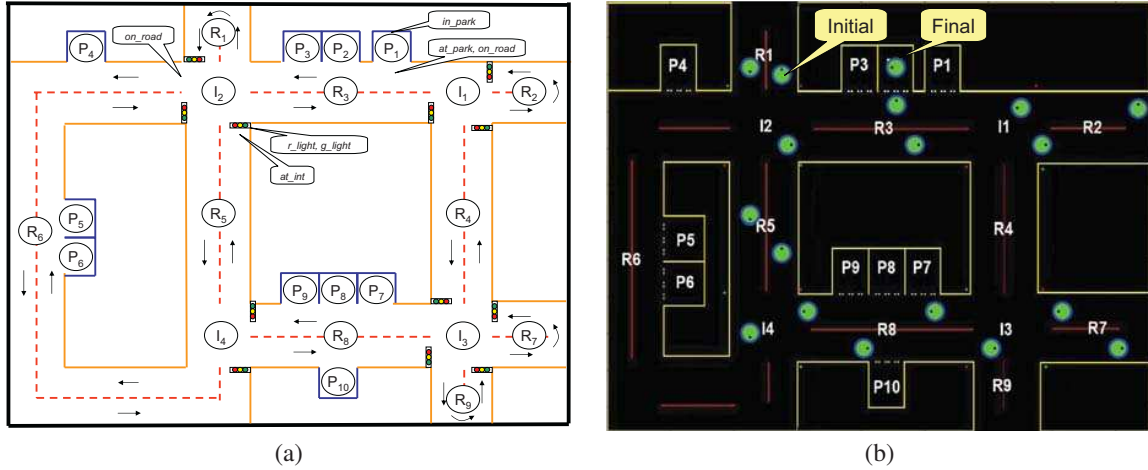 R1
in_park
on_road
P4
P3
P2
P1
at_park, on_road
I2
R3
I1
R2
r_light, g_light
at_int
P5
R6
P6
R5
R4
P9
P8
P7
I4
R8
I3
R7
P10
R9
(a)
Initial
Final
R1
P4
P3
P1
I2
R3
I1
R2
P5
R6
P6
R5
R4
P9
P8
P7
I4
R8
I3
R7
P10
R9
(b)